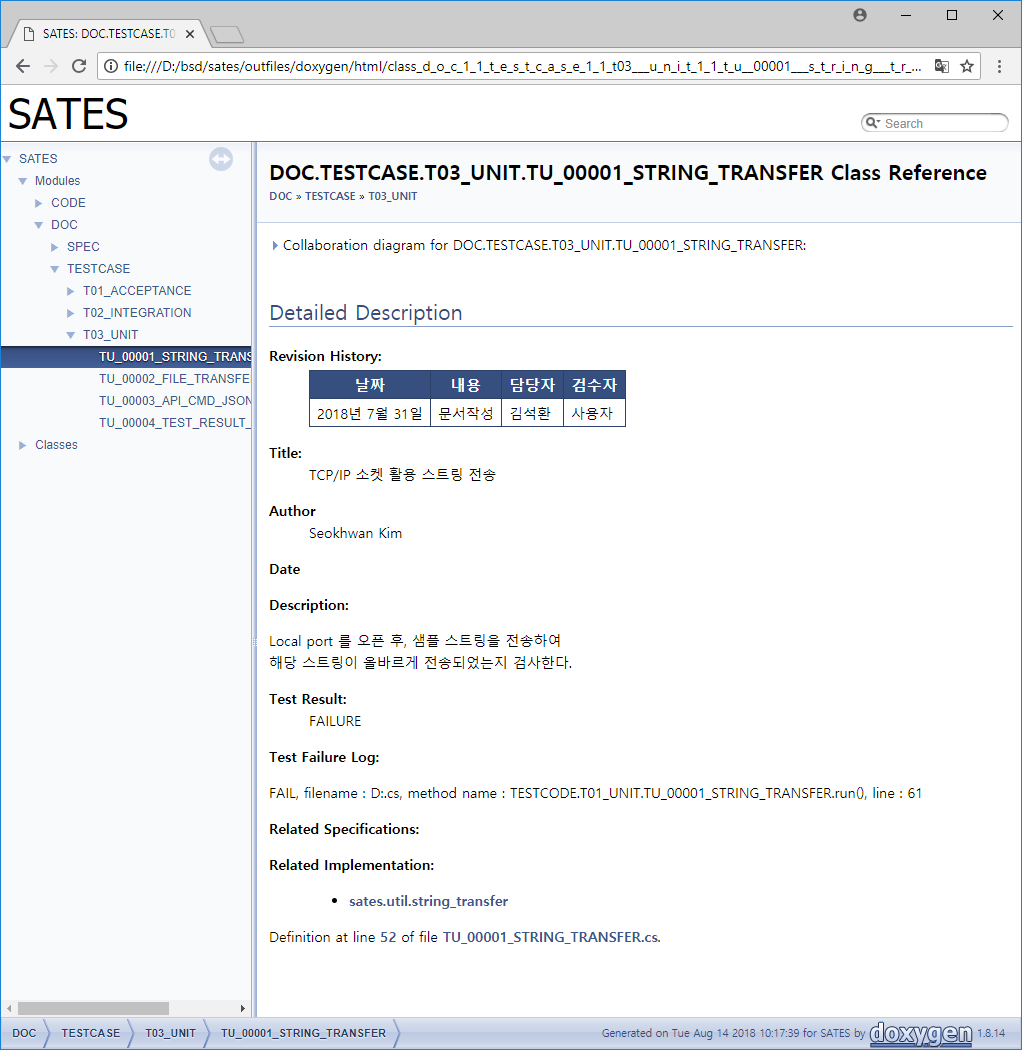 SATES: DOC.TESTCASE.T0
file:///D:/bsd/sates/outfiles/doxygen/html/class_d_o_c_1_1_t_e_s_t_c_a_s_e_1_1_t03___u_n_i_t_1_1_t_u__00001___s_t_r_i_n_g___t_r_...
SATES
Search
SATES
Modules
CODE
DOC
SPEC
TESTCASE
T01_ACCEPTANCE
T02_INTEGRATION
T03_UNIT
TU_00001_STRING_TRANS
TU_00002_FILE_TRANSFE
TU_00003_API_CMD_JSON
TU_00004_TEST_RESULT_
Classes
DOC.TESTCASE.T03_UNIT.TU_00001_STRING_TRANSFER Class Reference
DOC » TESTCASE » T03_UNIT
Collaboration diagram for DOC.TESTCASE.T03_UNIT.TU_00001_STRING_TRANSFER:
Detailed Description
Revision History:
날짜 내용 담당자 검수자
2018년 7월 31일 문서작성 김석환 사용자
Title:
TCP/IP 소켓 활용 스트링 전송
Author
Seokhwan Kim
Date
Description:
Local port 를 오픈 후, 샘플 스트링을 전송하여
해당 스트링이 올바르게 전송되었는지 검사한다.
Test Result:
FAILURE
Test Failure Log:
FAIL, filename : D:.cs, method name : TESTCODE.T01_UNIT.TU_00001_STRING_TRANSFER.run(), line : 61
Related Specifications:
Related Implementation:
• sates.util.string_transfer
Definition at line 52 of file TU_00001_STRING_TRANSFER.cs.
DOC TESTCASE T03_UNIT TU_00001_STRING_TRANSFER
Generated on Tue Aug 14 2018 10:17:39 for SATES by doxygen 1.8.14